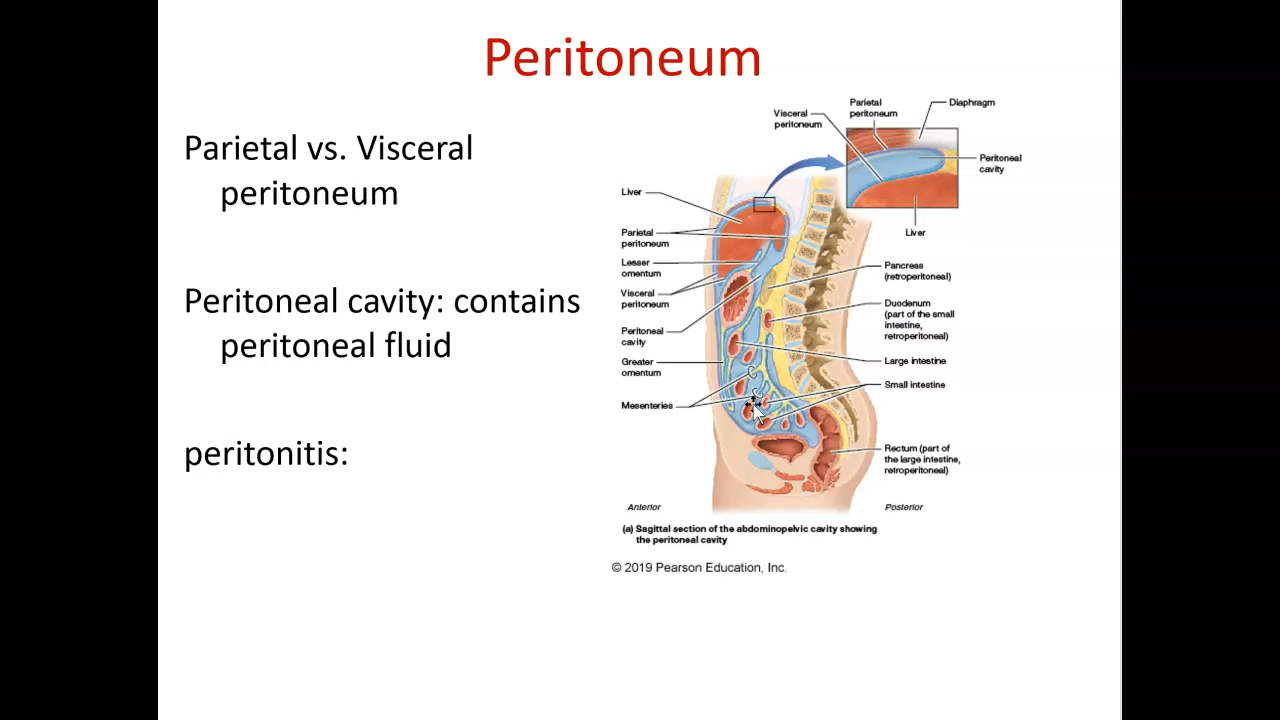 Peritoneum
Parietal vs. Visceral
peritoneum
Peritoneal cavity: contains
peritoneal fluid
peritonitis:
Parietal
peritoneum
Diaphragm
Visceral
peritoneum
Peritoneal
cavity
Liver
Liver
Parietal
peritoneum
Lesser
omentum
Visceral
peritoneum
Peritoneal
cavity
Greater
omentum
Mesenteries
Pancreas
(retroperitoneal)
Duodenum
(part of the small
intestine,
retroperitoneal)
Large intestine
Small intestine
Rectum (part of
the large intestine,
retroperitoneal)
Anterior
Posterior
(a) Sagittal section of the abdominopelvic cavity showing
the peritoneal cavity
© 2019 Pearson Education, Inc.